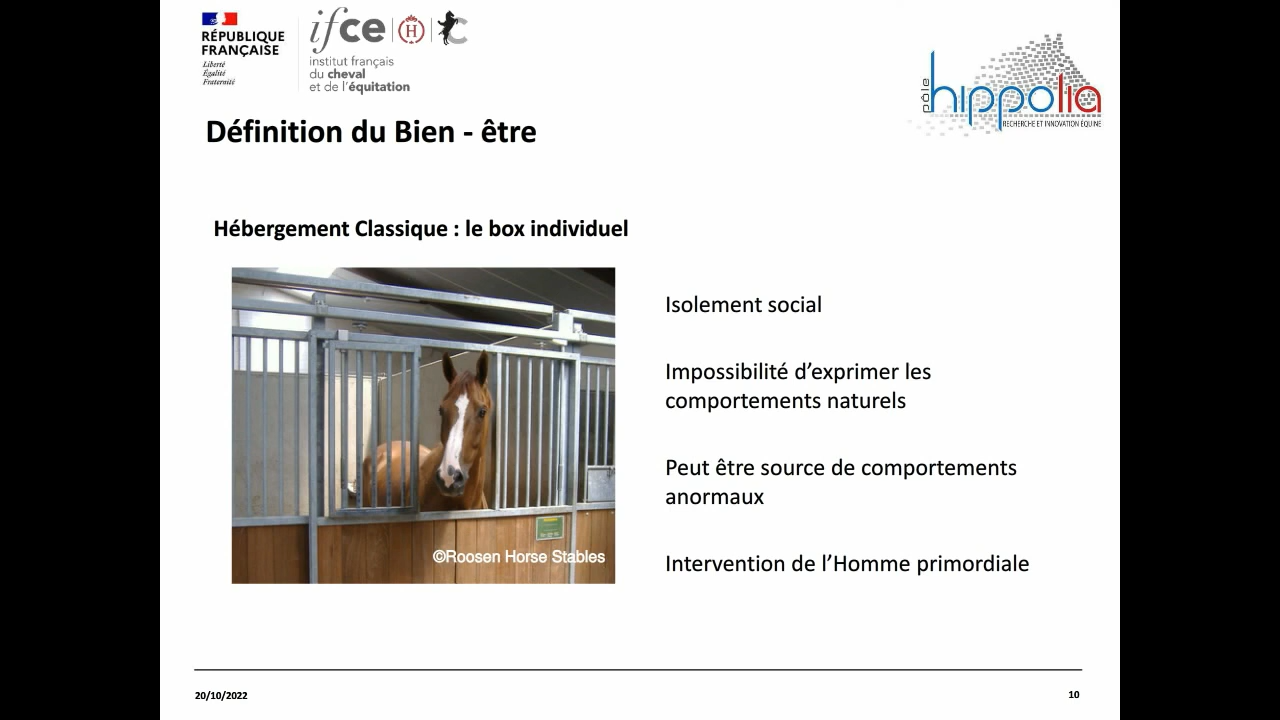 RÉPUBLIQUE
FRANÇAISE
Liberté
Égalité
Fraternité
ifce
H
institut français
du cheval
et de l'équitation
pôle
hippolia
RECHERCHE ET INNOVATION ÉQUINE
Définition du Bien - être
Hébergement Classique : le box individuel
Isolement social
Impossibilité d'exprimer les
comportements naturels
Peut être source de comportements
anormaux
Intervention de l'Homme primordiale
©Roosen Horse Stables
20/10/2022
10